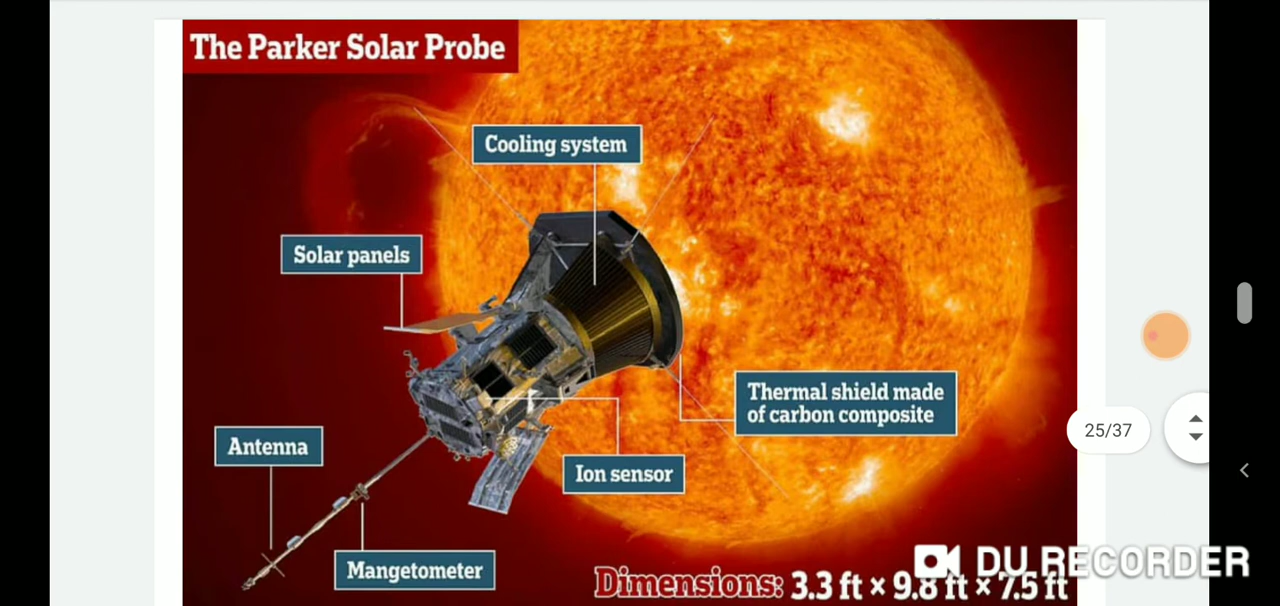 The Parker Solar Probe
Cooling system
Solar panels
Thermal shield made
of carbon composite
25/37
Antenna
Ion sensor
Mangetometer
DU RECORDER
Dimensions: 3.3 ft × 9.8 ft × 7.5 ft